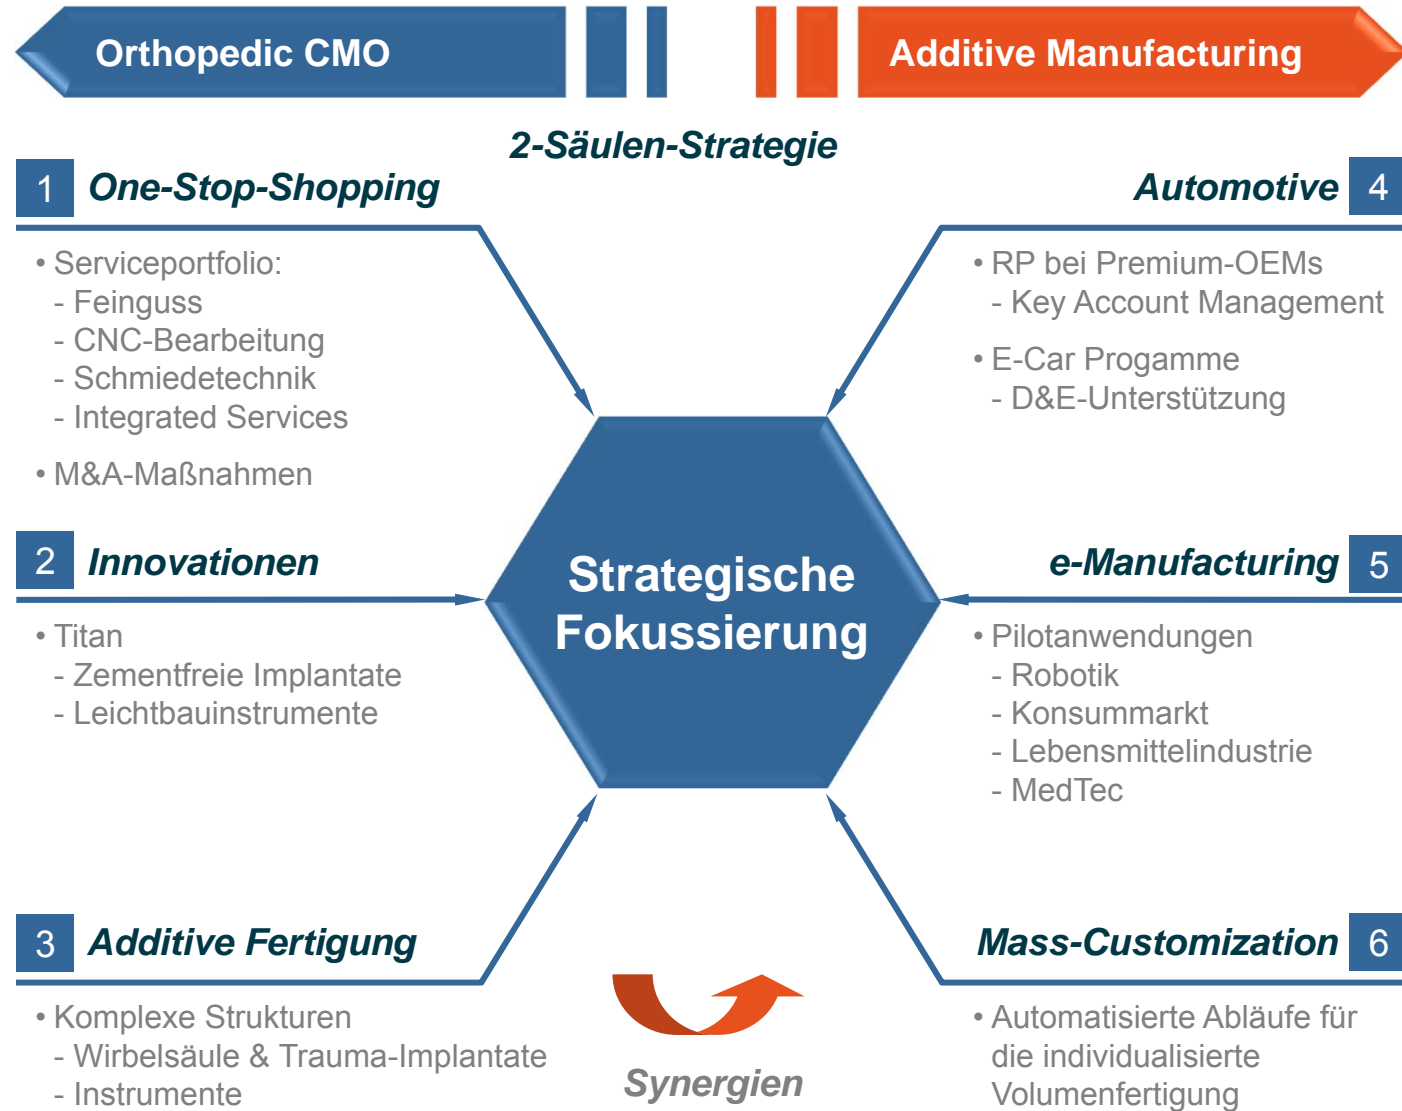 Orthopedic CMO
Additive Manufacturing
2-Säulen-Strategie
1 One-Stop-Shopping
• Serviceportfolio:
- Feinguss
- CNC-Bearbeitung
- Schmiedetechnik
- Integrated Services
• M&A-Maßnahmen
2 Innovationen
• Titan
- Zementfreie Implantate
- Leichtbauinstrumente
3 Additive Fertigung
• Komplexe Strukturen
- Wirbelsäule & Trauma-Implantate
- Instrumente
Strategische
Fokussierung
Synergien
Automotive 4
• RP bei Premium-OEMs
- Key Account Management
• E-Car Progamme
- D&E-Unterstützung
e-Manufacturing 5
• Pilotanwendungen
- Robotik
- Konsummarkt
- Lebensmittelindustrie
- MedTec
Mass-Customization 6
• Automatisierte Abläufe für
die individualisierte
Volumenfertigung